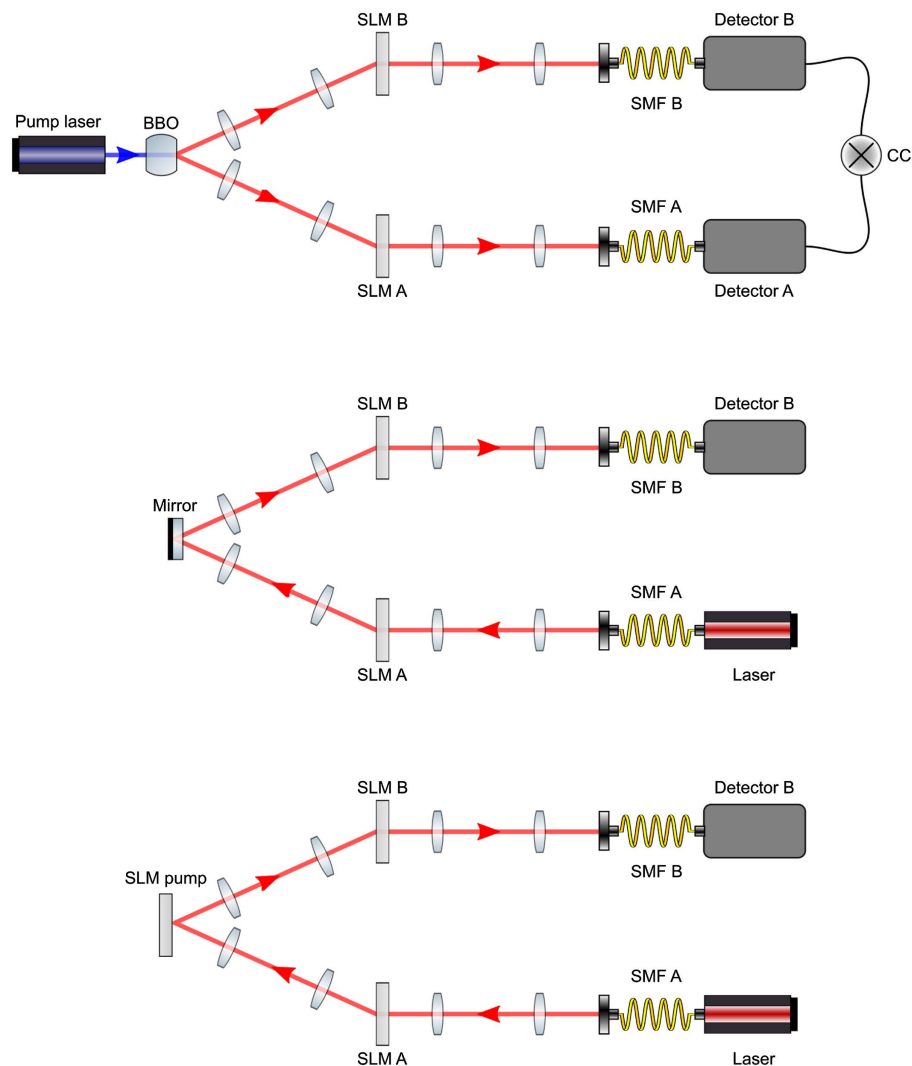 SLM B
Detector B
Pump laser
BBO
SMF B
CC
SMF A
SLM A
Detector A
SLM B
Detector B
SMF B
Mirror
SMF A
SLM A
Laser
SLM B
Detector B
SMF B
SLM pump
SMF A
SLM A
Laser